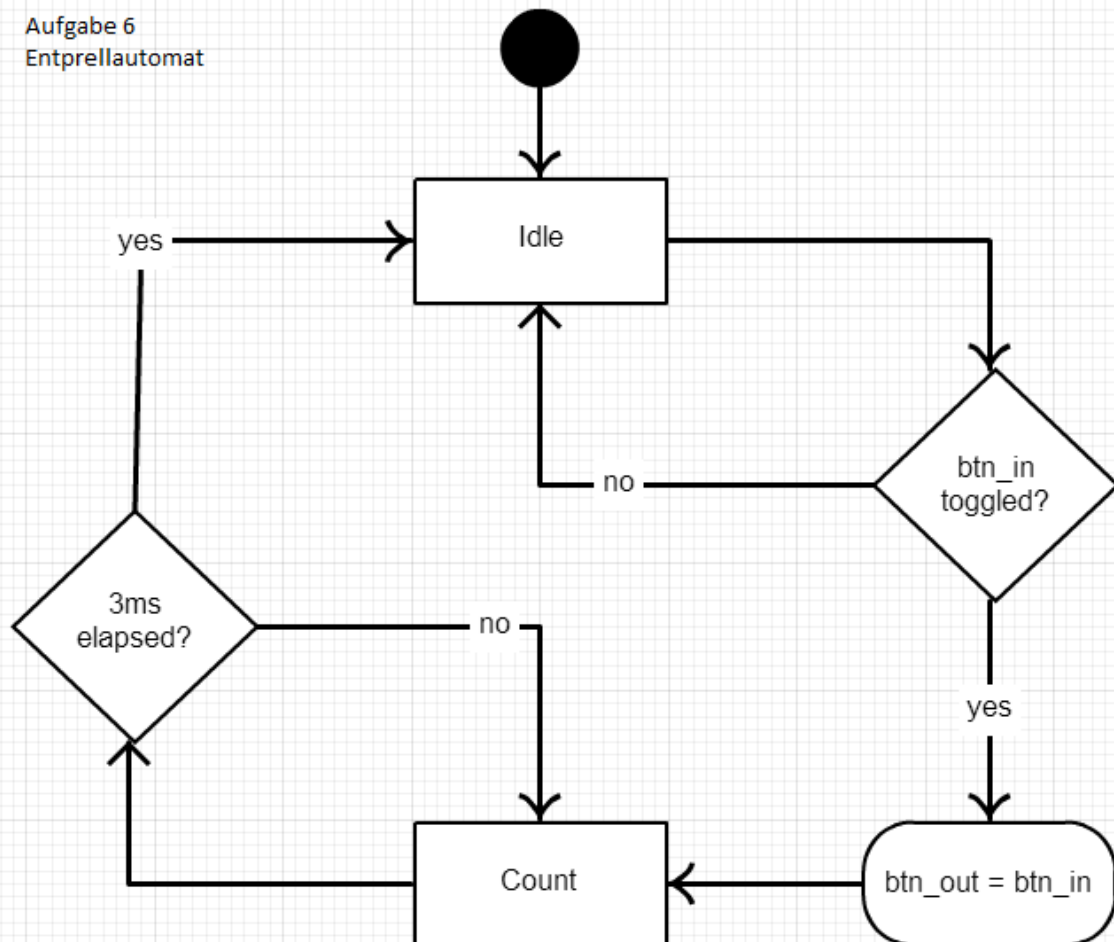 Aufgabe 6
Entprellautomat
Idle
yes
btn_in
toggled?
no
3ms
elapsed?
no
yes
Count
btn_out = btn_in